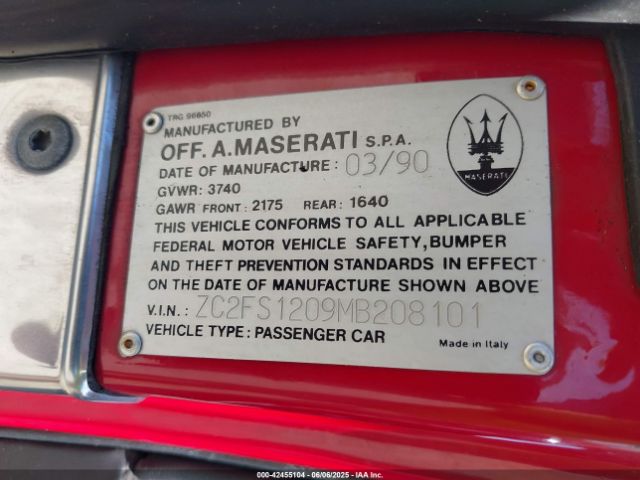 TRG 96650
MANUFACTURED BY
OFF. A. MASERATI S.P.A.
DATE OF MANUFACTURE: 03/90
MASERATI
GVWR: 3740
GAWR FRONT: 2175 REAR: 1640
THIS VEHICLE CONFORMS TO ALL APPLICABLE
FEDERAL MOTOR VEHICLE SAFETY, BUMPER
AND THEFT PREVENTION STANDARDS IN EFFECT
ON THE DATE OF MANUFACTURE SHOWN ABOVE
V.I.N.: ZC2FS1209MB208101
VEHICLE TYPE: PASSENGER CAR
Made in Italy
000-42455104 - 06/06/2025 - IAA Inc.